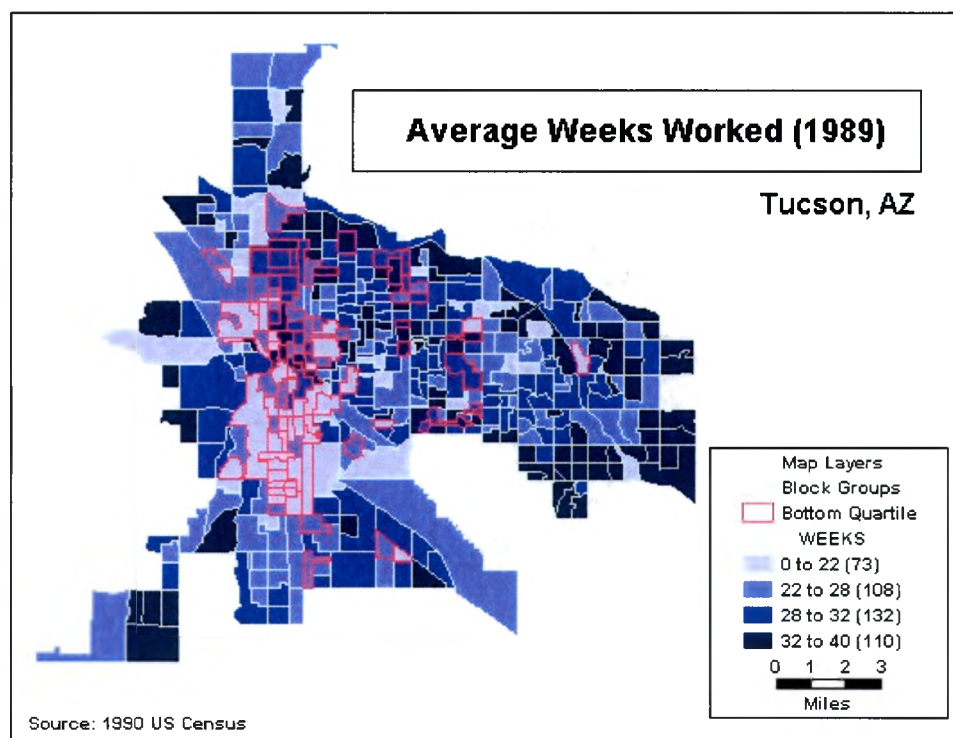 Average Weeks Worked (1989)
Tucson, AZ
Map Layers
Block Groups
Bottom Quartile
WEEKS
0 to 22 (73)
22 to 28 (108)
28 to 32 (132)
32 to 40 (110)
0 1 2 3
Miles
Source: 1990 US Census